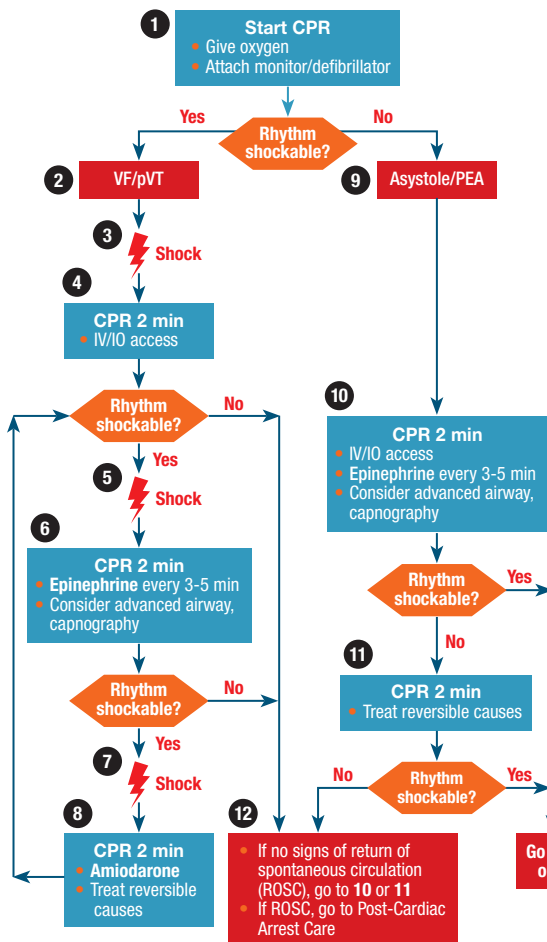 1
Start CPR
• Give oxygen
• Attach monitor/defibrillator
Yes
Rhythm
shockable?
No
2
VF/pVT
9
Asystole/PEA
3
Shock
4
CPR 2 min
• IV/IO access
Rhythm
shockable?
No
Yes
5
Shock
6
CPR 2 min
• Epinephrine every 3-5 min
• Consider advanced airway,
capnography
Rhythm
shockable?
No
Yes
7
Shock
8
CPR 2 min
• Amiodarone
• Treat reversible
causes
10
CPR 2 min
• IV/IO access
• Epinephrine every 3-5 min
• Consider advanced airway,
capnography
Rhythm
shockable?
Yes
No
11
CPR 2 min
• Treat reversible causes
No
Rhythm
shockable?
Yes
12
• If no signs of return of
spontaneous circulation
(ROSC), go to 10 or 11
• If ROSC, go to Post-Cardiac
Arrest Care
Go